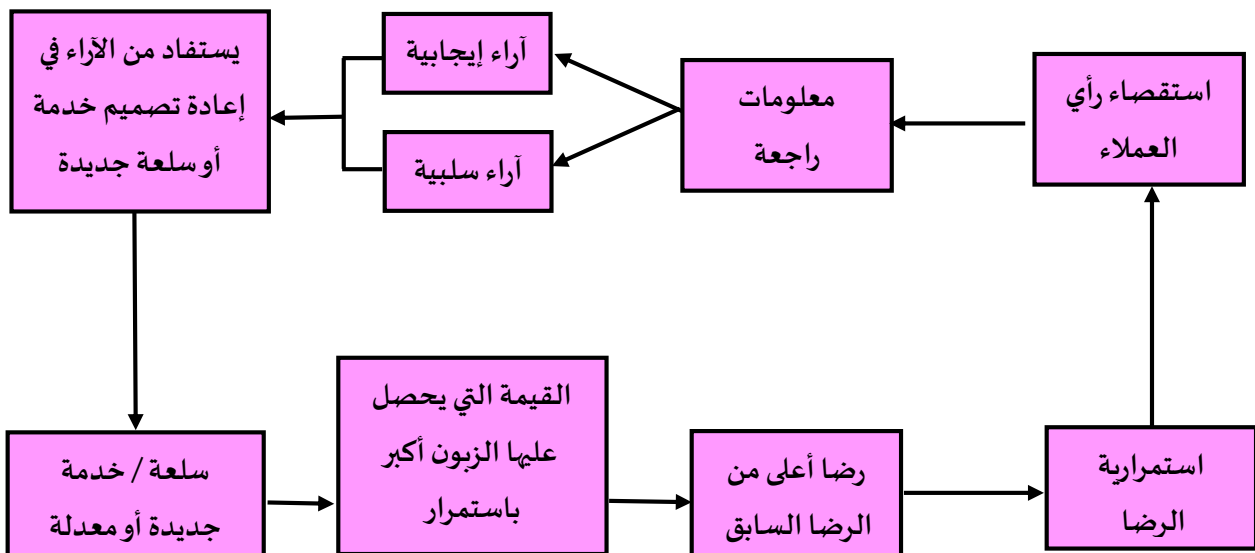 استقصاء رأي
العملاء
معلومات
راجعة
آراء إيجابية
آراء سلبية
يستفاد من الآراء في
إعادة تصميم خدمة
أو سلعة جديدة
سلعة / خدمة
جديدة أو معدلة
القيمة التي يحصل
عليها الزبون أكبر
باستمرار
رضا أعلى من
الرضا السابق
استمرارية
الرضا